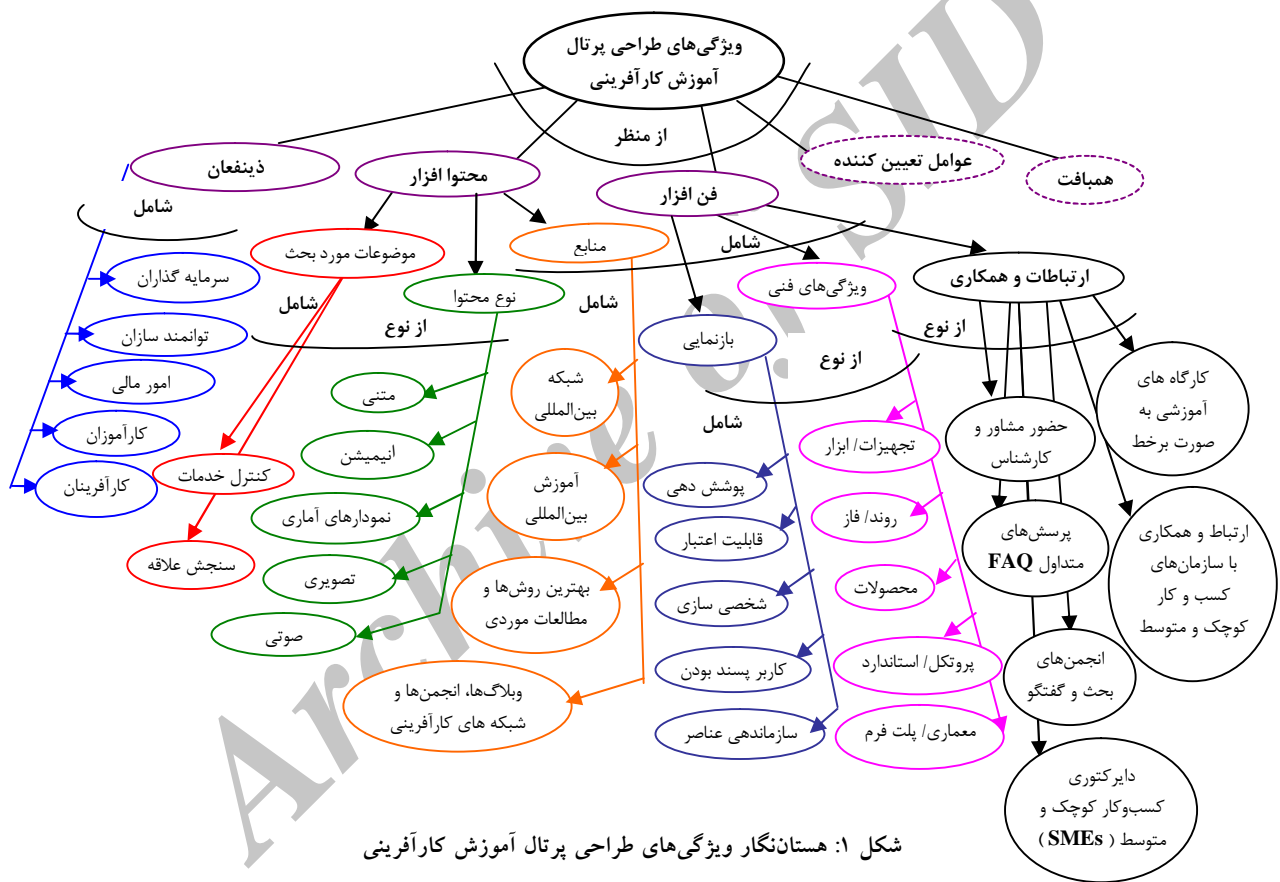 ویژگی‌های طراحی پرتال
آموزش کارآفرینی
از منظر
ذینفعان
محتوا افزار
فن افزار
عوامل تعیین کننده
همبافت
شامل
سرمایه گذاران
توانمند سازان
امور مالی
کارآموزان
کارآفرینان
موضوعات مورد بحث
شامل
کنترل خدمات
سنجش علاقه
نوع محتوا
از نوع
متنی
انیمیشن
نمودارهای آماری
تصویری
صوتی
منابع
شامل
شبکه
بین‌المللی
آموزش
بین‌المللی
بهترین روش‌ها و
مطالعات موردی
وبلاگ‌ها، انجمن‌ها و
شبکه های کارآفرینی
شامل
بازنمایی
شامل
پوشش دهی
قابلیت اعتبار
شخصی سازی
کاربر پسند بودن
سازماندهی عناصر
ویژگی‌های فنی
از نوع
تجهیزات/ ابزار
روند/ فاز
محصولات
پروتکل/ استاندارد
معماری/ پلت فرم
ارتباطات و همکاری
از نوع
کارگاه های
آموزشی به
صورت برخط
حضور مشاور و
کارشناس
پرسش‌های
متداول FAQ
ارتباط و همکاری
با سازمان‌های
کسب و کار
کوچک و متوسط
انجمن‌های
بحث و گفتگو
دایرکتوری
کسب‌وکار کوچک و
متوسط ( SMEs )
شکل ۱: هستان‌نگار ویژگی‌های طراحی پرتال آموزش کارآفرینی
Archive of SID